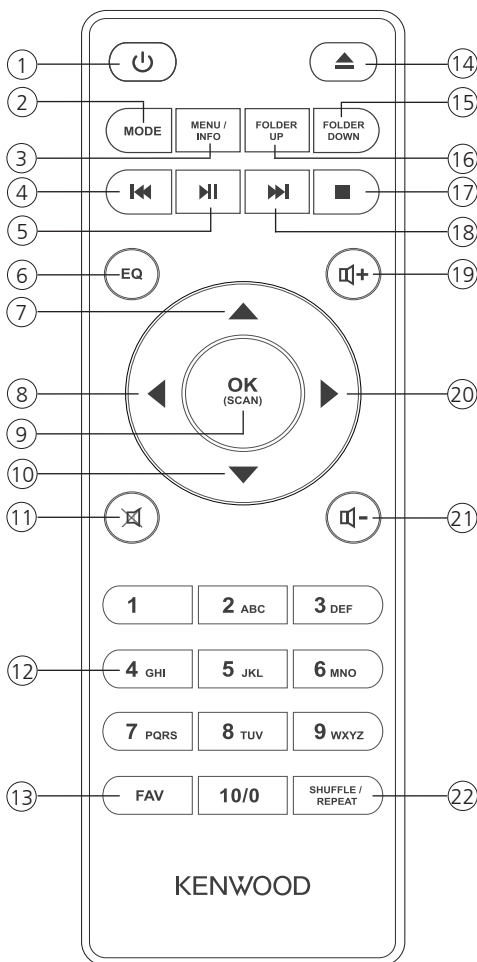 1
14
2
15
MODE
MENU / INFO
FOLDER UP
FOLDER DOWN
3
16
4
17
5
18
6
EQ
+
19
7
8
OK
(SCAN)
20
9
10
11
-
21
1
2 ABC
3 DEF
12
4 GHI
5 JKL
6 MNO
7 PQRS
8 TUV
9 WXYZ
13
FAV
10/0
SHUFFLE / REPEAT
22
KENWOOD